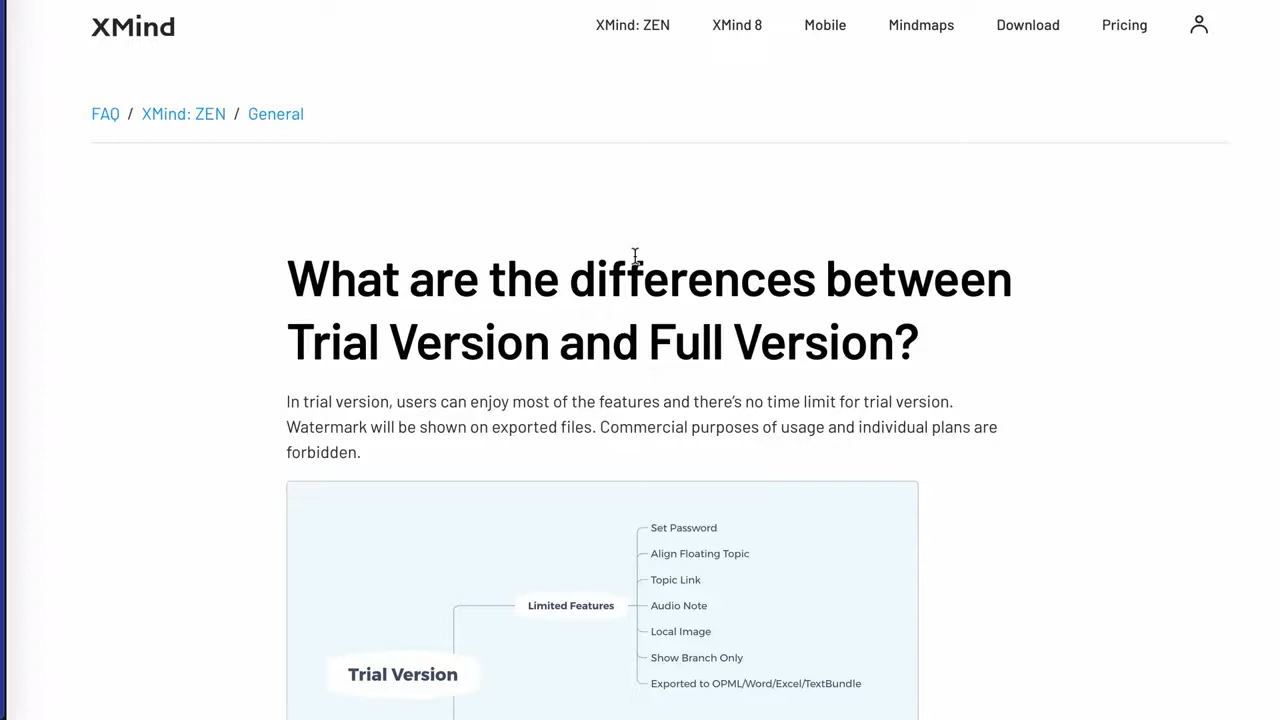 XMind
XMind: ZEN
XMind 8
Mobile
Mindmaps
Download
Pricing
FAQ / XMind: ZEN / General
What are the differences between
Trial Version and Full Version?
In trial version, users can enjoy most of the features and there’s no time limit for trial version.
Watermark will be shown on exported files. Commercial purposes of usage and individual plans are
forbidden.
Set Password
Align Floating Topic
Topic Link
Limited Features
Audio Note
Local Image
Show Branch Only
Trial Version
Exported to OPML/Word/Excel/TextBundle